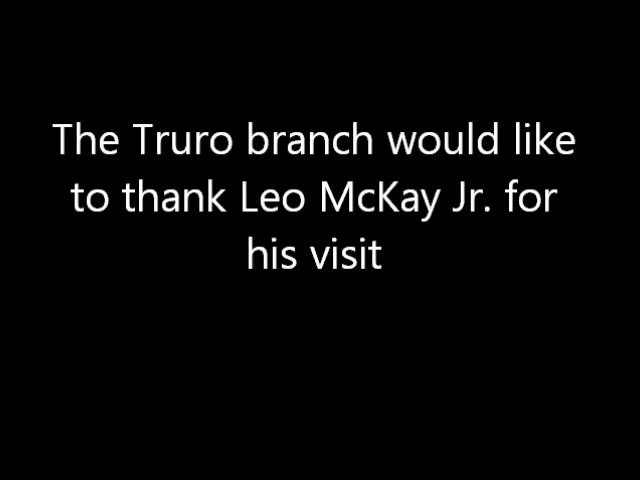 The Truro branch would like
to thank Leo McKay Jr. for
his visit